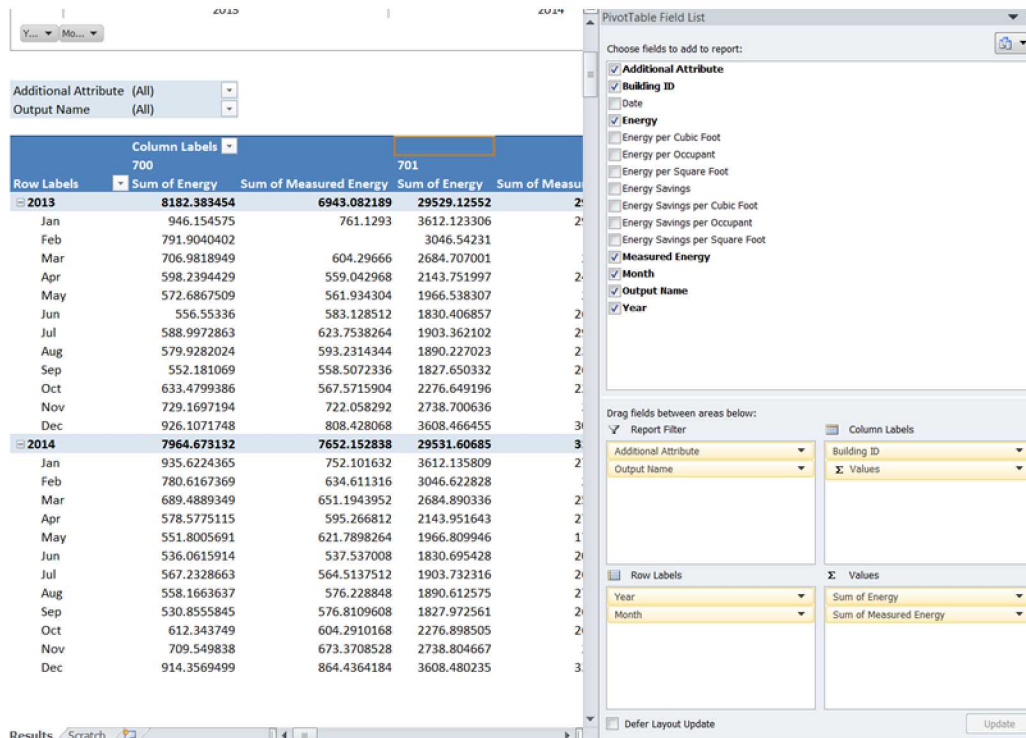 2013 2014
Y... Mo...
Additional Attribute (All)
Output Name (All)
Column Labels
700 701
Row Labels Sum of Energy Sum of Measured Energy Sum of Energy Sum of Measu
2013 8182.383454 6943.082189 29529.12552
Jan 946.154575 761.1293 3612.123306
Feb 791.9040402 3046.54231
Mar 706.9818949 604.29666 2684.707001
Apr 598.2394429 559.042968 2143.751997
May 572.6867509 561.934304 1966.538307
Jun 556.55336 583.128512 1830.406857
Jul 588.9972863 623.7538264 1903.362102
Aug 579.9282024 593.2314344 1890.227023
Sep 552.181069 558.5072336 1827.650332
Oct 633.4799386 567.5715904 2276.649196
Nov 729.1697194 722.058292 2738.700636
Dec 926.1071748 808.428068 3608.466455
2014 7964.673132 7652.152838 29531.60685
Jan 935.6224365 752.101632 3612.135809
Feb 780.6167369 634.611316 3046.622828
Mar 689.4889349 651.1943952 2684.890336
Apr 578.5775115 595.266812 2143.951643
May 551.8005691 621.7898264 1966.809946
Jun 536.0615914 537.537008 1830.695428
Jul 567.2328663 564.5137512 1903.732316
Aug 558.1663637 576.228848 1890.612575
Sep 530.8555845 576.8109608 1827.972561
Oct 612.343749 604.2910168 2276.898505
Nov 709.549838 673.3708528 2738.804667
Dec 914.3569499 864.4364184 3608.480235
Results Scratch
PivotTable Field List
Choose fields to add to report:
Additional Attribute
Building ID
Date
Energy
Energy per Cubic Foot
Energy per Occupant
Energy per Square Foot
Energy Savings
Energy Savings per Cubic Foot
Energy Savings per Occupant
Energy Savings per Square Foot
Measured Energy
Month
Output Name
Year
Drag fields between areas below:
Report Filter Column Labels
Additional Attribute Building ID
Output Name Σ Values
Row Labels Σ Values
Year Sum of Energy
Month Sum of Measured Energy
Defer Layout Update Update